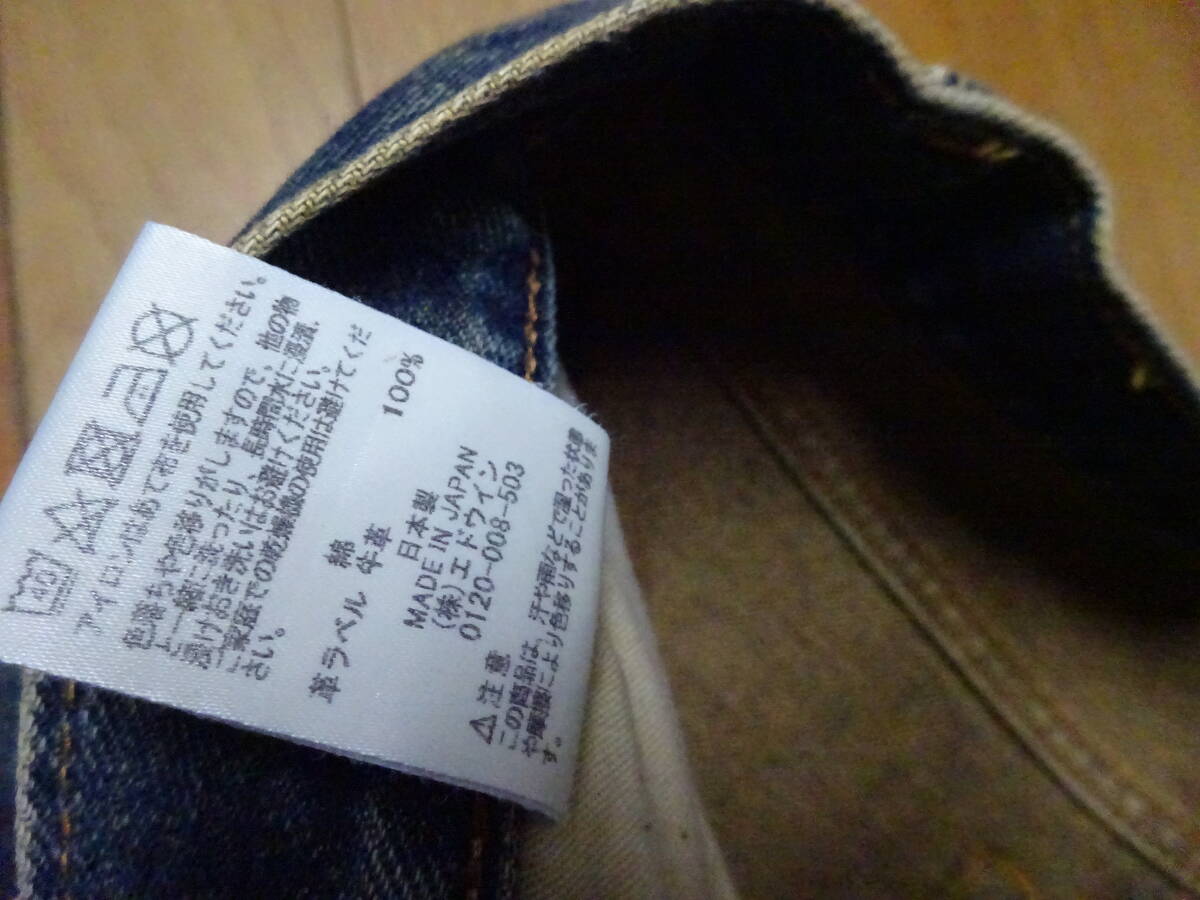 アイロンは当て布を使用してください。
色落ちや色移りがしますので、他の物
と一緒に洗ったり、長時間水に浸漬、
浸けおき洗いはお避けください。
ご家庭での乾燥機の使用は避けてくだ
さい。
綿 100%
革ラベル 牛革
日本製
MADE IN JAPAN
(株)エドウイン
0120-008-503
⚠注意
この商品は、汗や雨などで湿った状態
や摩擦により色移りすることがありま
す。